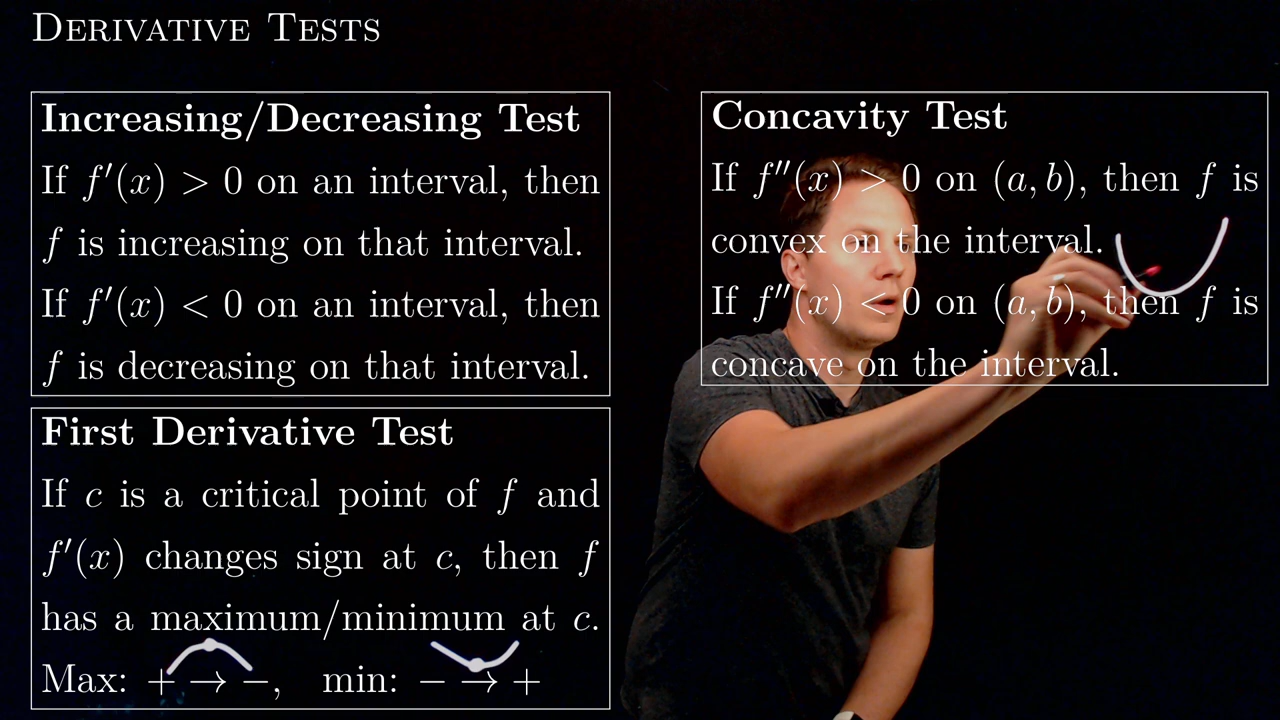 Derivative Tests
Increasing/Decreasing Test
If f′(x) > 0 on an interval, then
f is increasing on that interval.
If f′(x) < 0 on an interval, then
f is decreasing on that interval.
First Derivative Test
If c is a critical point of f and
f′(x) changes sign at c, then f
has a maximum/minimum at c.
Max: + → −, min: − → +
Concavity Test
If f″(x) > 0 on (a, b), then f is
convex on the interval.
If f″(x) < 0 on (a, b), then f is
concave on the interval.